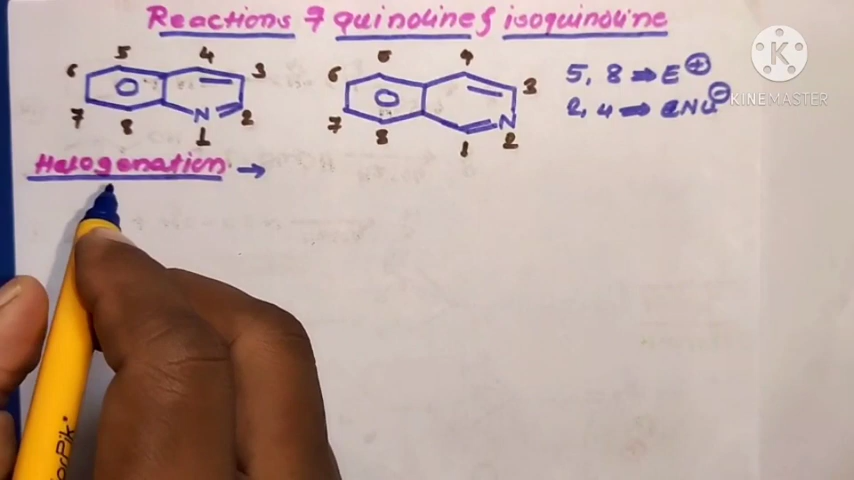 Reactions of quinoline & isoquinoline
5 4
6 3
7 2
8 N 1
5 4
6 3
7 N 2
8 1
5, 8 → E⊕
2, 4 → Nu⊖
Halogenation →
K
KINEMASTER